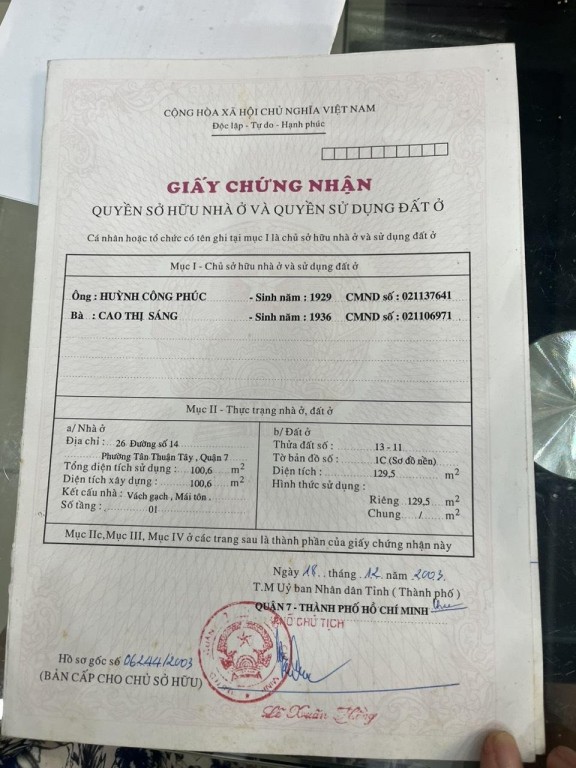 CỘNG HÒA XÃ HỘI CHỦ NGHĨA VIỆT NAM
Độc lập - Tự do - Hạnh phúc
GIẤY CHỨNG NHẬN
QUYỀN SỞ HỮU NHÀ Ở VÀ QUYỀN SỬ DỤNG ĐẤT Ở
Cá nhân hoặc tổ chức có tên ghi tại mục I là chủ sở hữu nhà ở và sử dụng đất ở
Mục I - Chủ sở hữu nhà ở và sử dụng đất ở
Ông : HUỲNH CÔNG PHÚC - Sinh năm : 1929 CMND số : 021137641
Bà : CAO THỊ SÁNG - Sinh năm : 1936 CMND số : 021106971
Mục II - Thực trạng nhà ở, đất ở
a/ Nhà ở
Địa chỉ : 26 Đường số 14
Phường Tân Thuận Tây , Quận 7
Tổng diện tích sử dụng : 100,6 m2
Diện tích xây dựng : 100,6 m2
Kết cấu nhà : Vách gạch , Mái tôn .
Số tầng : 01
b/ Đất ở
Thửa đất số : 13 - 11
Tờ bản đồ số : 1C (Sơ đồ nền)
Diện tích : 129,5 m2
Hình thức sử dụng :
Riêng 129,5 m2
Chung / m2
Mục IIc,Mục III, Mục IV ở các trang sau là thành phần của giấy chứng nhận này
Ngày 18 tháng 12 năm 2003
T.M Uỷ ban Nhân dân Tỉnh ( Thành phố )
QUẬN 7 - THÀNH PHỐ HỒ CHÍ MINH
PHÓ CHỦ TỊCH
Hồ sơ gốc số 06244/2003
(BẢN CẤP CHO CHỦ SỞ HỮU)
Lê Xuân Hồng